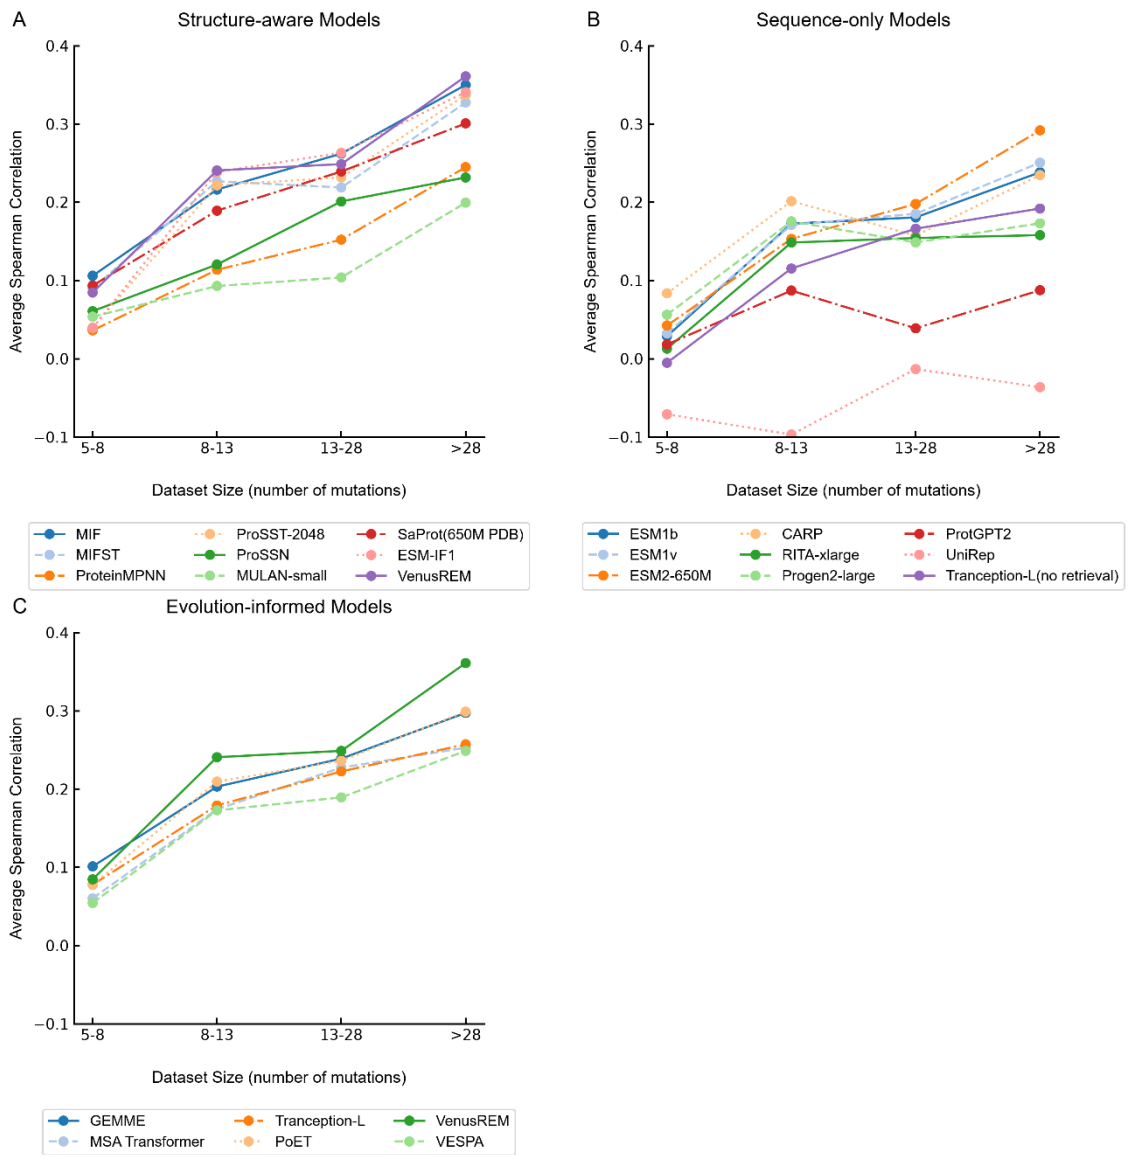 A
Structure-aware Models
0.4
0.3
0.2
0.1
0.0
−0.1
Average Spearman Correlation
5-8 8-13 13-28 >28
Dataset Size (number of mutations)
MIF ProSST-2048 SaProt(650M PDB)
MIFST ProSSN ESM-IF1
ProteinMPNN MULAN-small VenusREM
B
Sequence-only Models
0.4
0.3
0.2
0.1
0.0
−0.1
Average Spearman Correlation
5-8 8-13 13-28 >28
Dataset Size (number of mutations)
ESM1b CARP ProtGPT2
ESM1v RITA-xlarge UniRep
ESM2-650M Progen2-large Tranception-L(no retrieval)
C
Evolution-informed Models
0.4
0.3
0.2
0.1
0.0
−0.1
Average Spearman Correlation
5-8 8-13 13-28 >28
Dataset Size (number of mutations)
GEMME Tranception-L VenusREM
MSA Transformer PoET VESPA